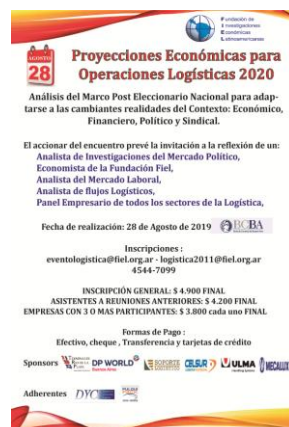 Fundación de
Investigaciones
Económicas
Latinoamericanas
AGOSTO
28
Proyecciones Económicas para
Operaciones Logísticas 2020
Análisis del Marco Post Eleccionario Nacional para adap-
tarse a las cambiantes realidades del Contexto: Económico,
Financiero, Político y Sindical.
El accionar del encuentro prevé la invitación a la reflexión de un:
Analista de Investigaciones del Mercado Político,
Economista de la Fundación Fiel,
Analista del Mercado Laboral,
Analista de flujos Logísticos,
Panel Empresario de todos los sectores de la Logística,
Fecha de realización: 28 de Agosto de 2019
BCBA
Inscripciones :
eventologistica@fiel.org.ar - logistica2011@fiel.org.ar
4544-7099
INSCRIPCIÓN GENERAL: $ 4.900 FINAL
ASISTENTES A REUNIONES ANTERIORES: $ 4.200 FINAL
EMPRESAS CON 3 O MAS PARTICIPANTES: $ 3.800 cada uno FINAL
Formas de Pago :
Efectivo, cheque , Transferencia y tarjetas de crédito
Sponsors
DP WORLD
Buenos Aires
SOPORTE
CELSUR
ULMA
MECALUX
Adherentes